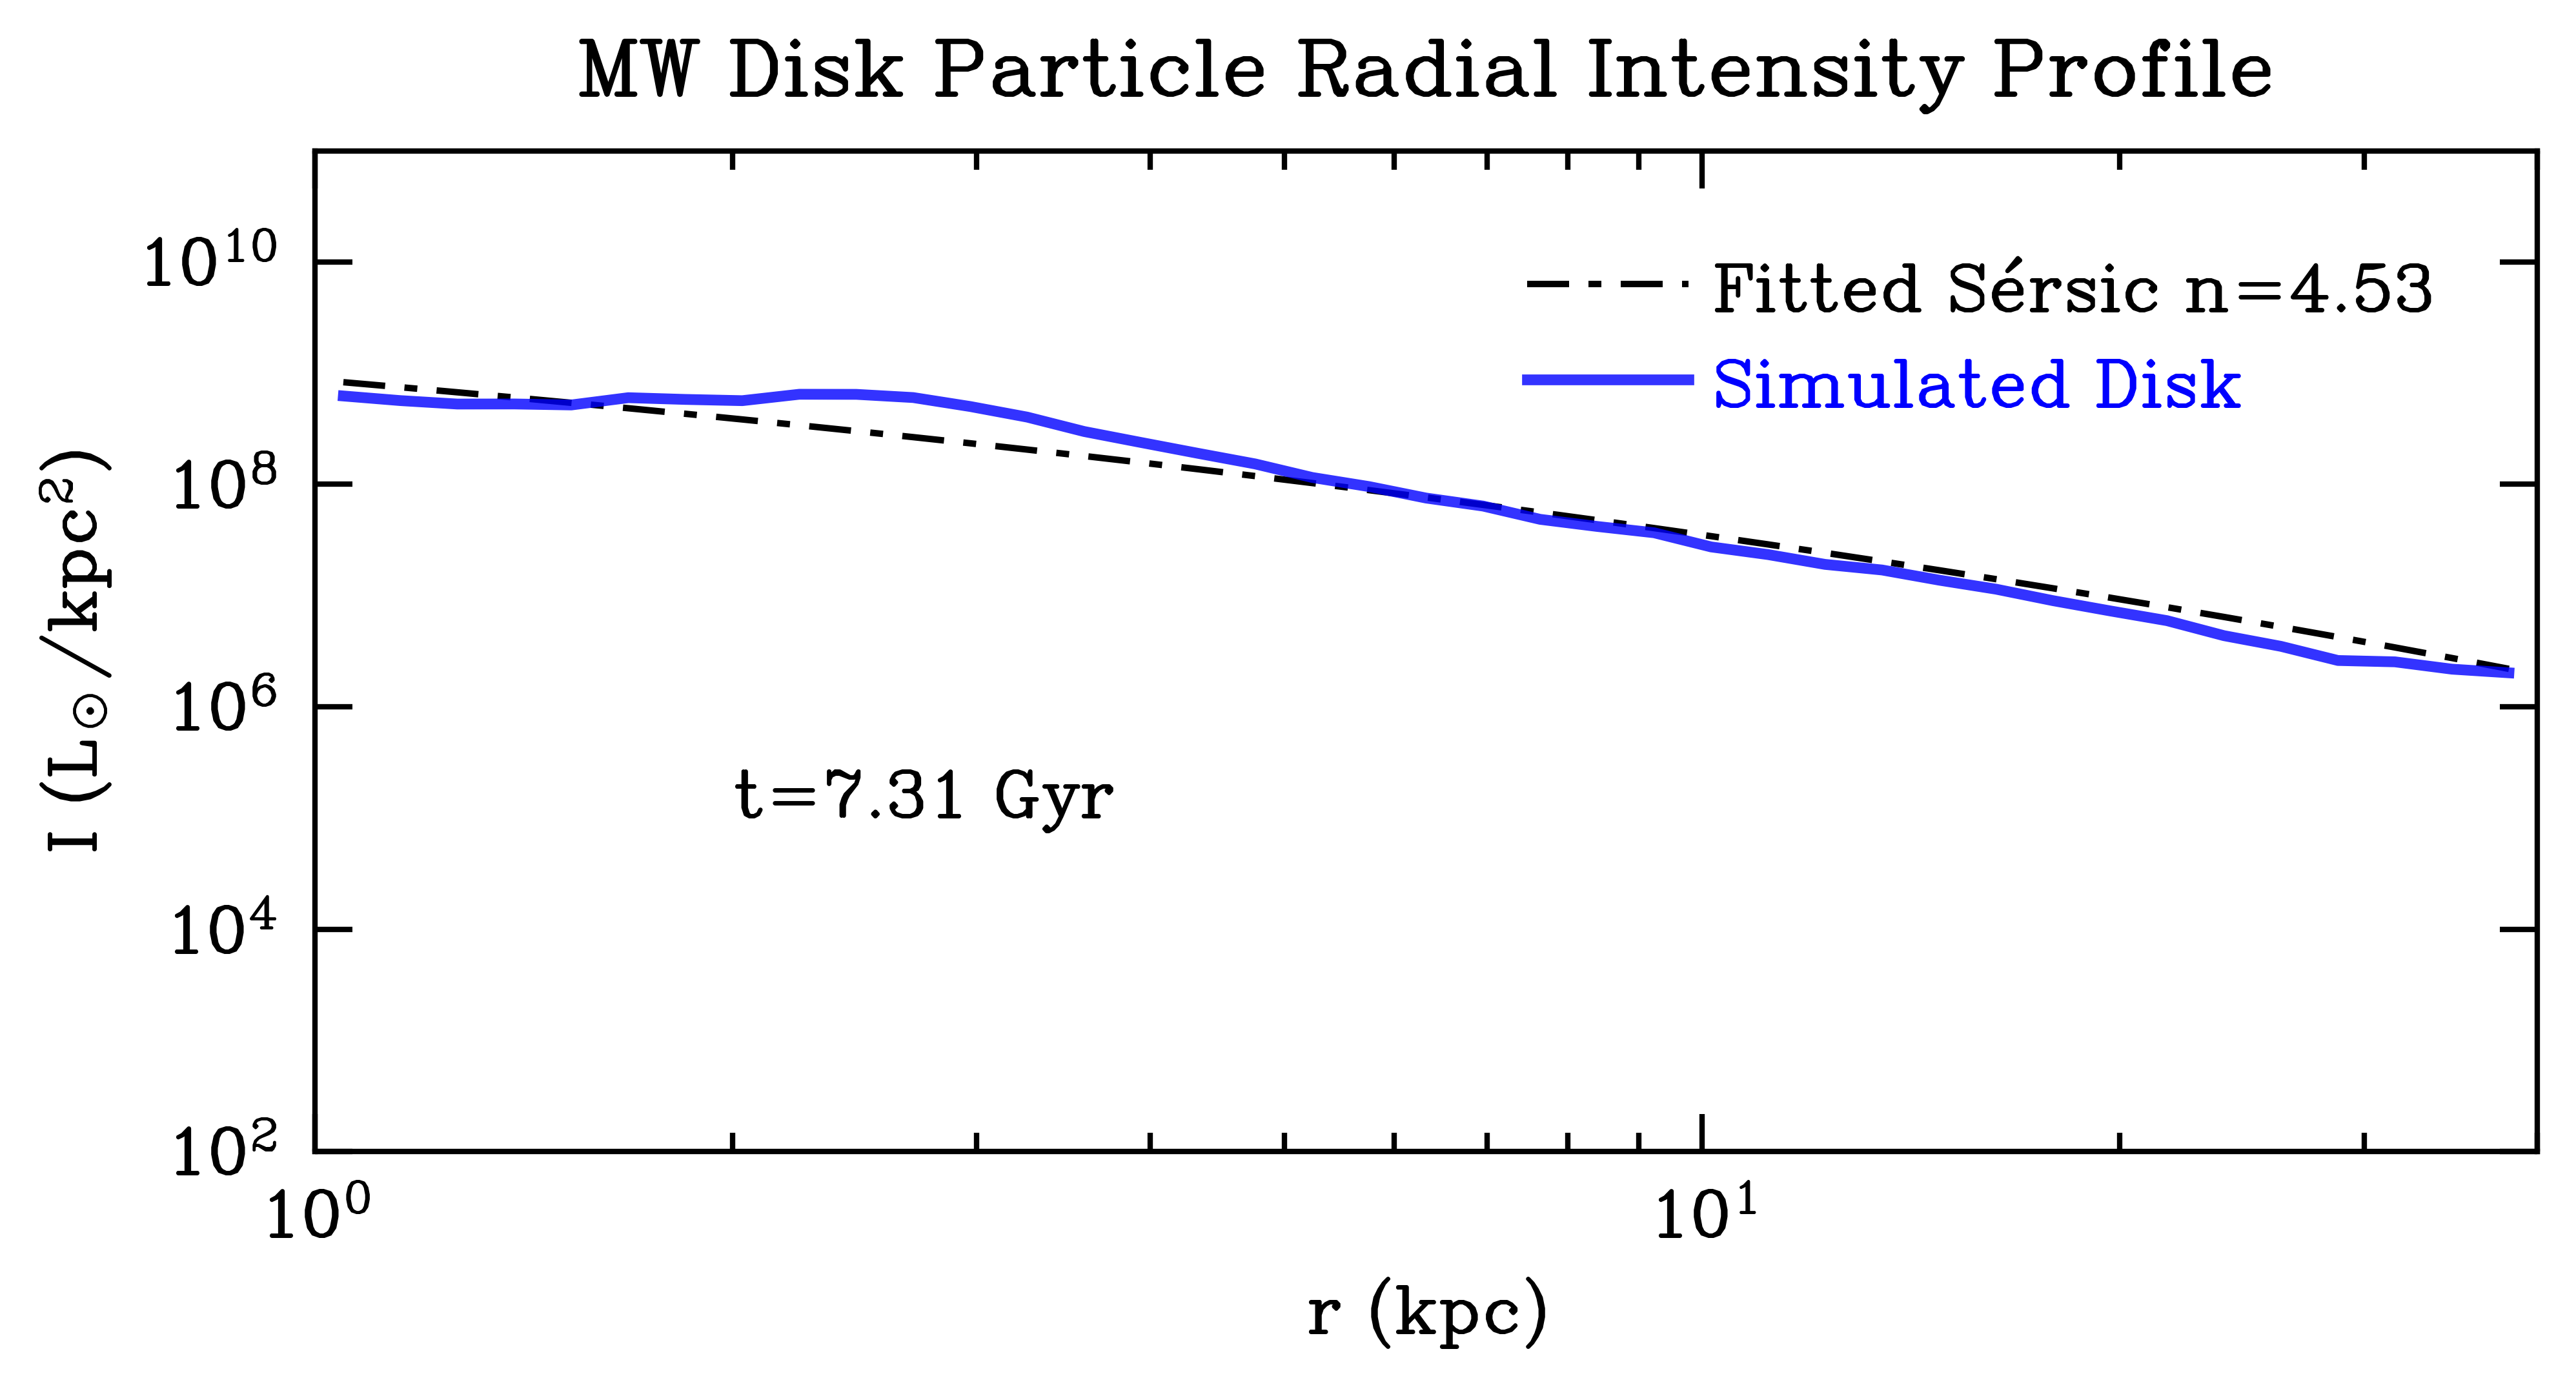 MW Disk Particle Radial Intensity Profile
10¹⁰
10⁸
10⁶
10⁴
10²
I (L⊙/kpc²)
Fitted Sérsic n=4.53
Simulated Disk
t=7.31 Gyr
10⁰ 10¹
r (kpc)